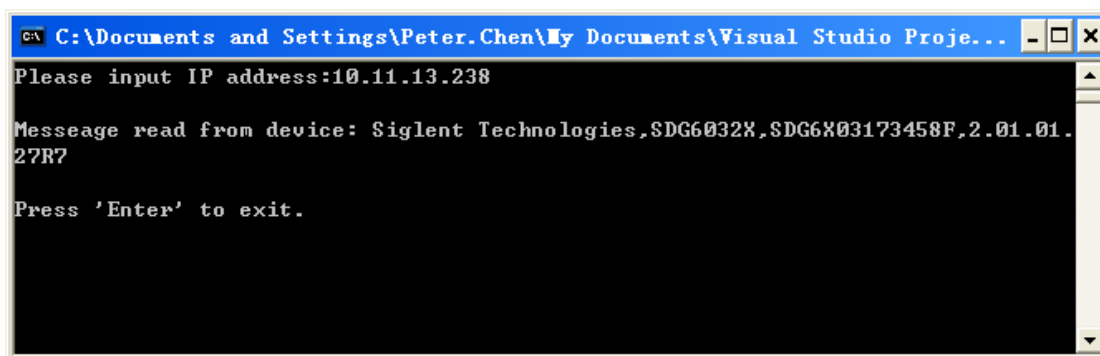 C:\Documents and Settings\Peter.Chen\My Documents\Visual Studio Proje...
Please input IP address:10.11.13.238
Messeage read from device: Siglent Technologies,SDG6032X,SDG6X03173458F,2.01.01.
27R7
Press 'Enter' to exit.